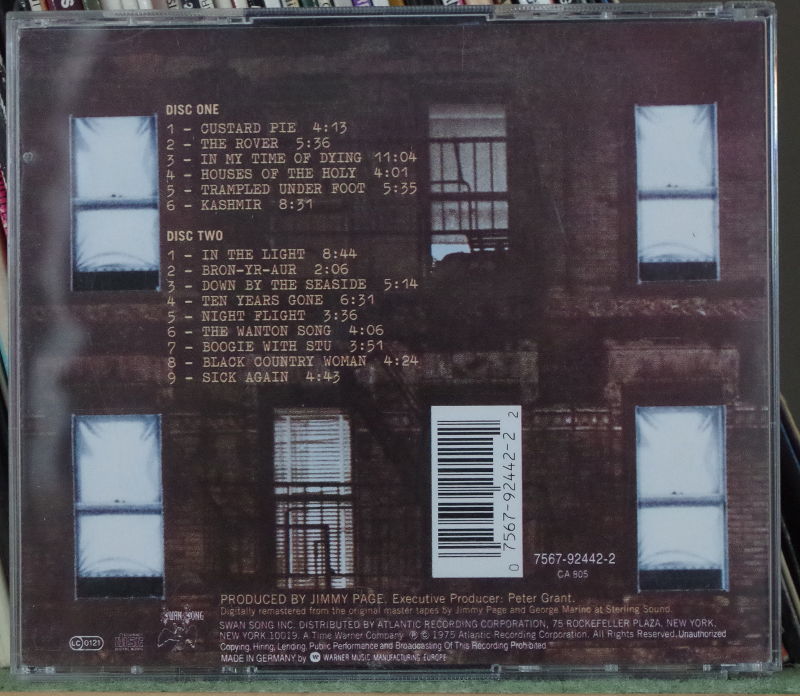 DISC ONE
1 - CUSTARD PIE 4:13
2 - THE ROVER 5:36
3 - IN MY TIME OF DYING 11:04
4 - HOUSES OF THE HOLY 4:01
5 - TRAMPLED UNDER FOOT 5:35
6 - KASHMIR 8:31
DISC TWO
1 - IN THE LIGHT 8:44
2 - BRON-YR-AUR 2:06
3 - DOWN BY THE SEASIDE 5:14
4 - TEN YEARS GONE 6:31
5 - NIGHT FLIGHT 3:36
6 - THE WANTON SONG 4:06
7 - BOOGIE WITH STU 3:51
8 - BLACK COUNTRY WOMAN 4:24
9 - SICK AGAIN 4:43
0 7567-92442-2 2
7567-92442-2
CA 805
PRODUCED BY JIMMY PAGE. Executive Producer: Peter Grant.
Digitally remastered from the original master tapes by Jimmy Page and George Marino at Sterling Sound.
SWAN SONG
SWAN SONG INC. DISTRIBUTED BY ATLANTIC RECORDING CORPORATION, 75 ROCKEFELLER PLAZA, NEW YORK,
NEW YORK 10019. A Time Warner Company ℗ © 1975 Atlantic Recording Corporation. All Rights Reserved. Unauthorized
Copying, Hiring, Lending, Public Performance and Broadcasting Of This Recording Prohibited
MADE IN GERMANY by WARNER MUSIC MANUFACTURING EUROPE
LC 0121